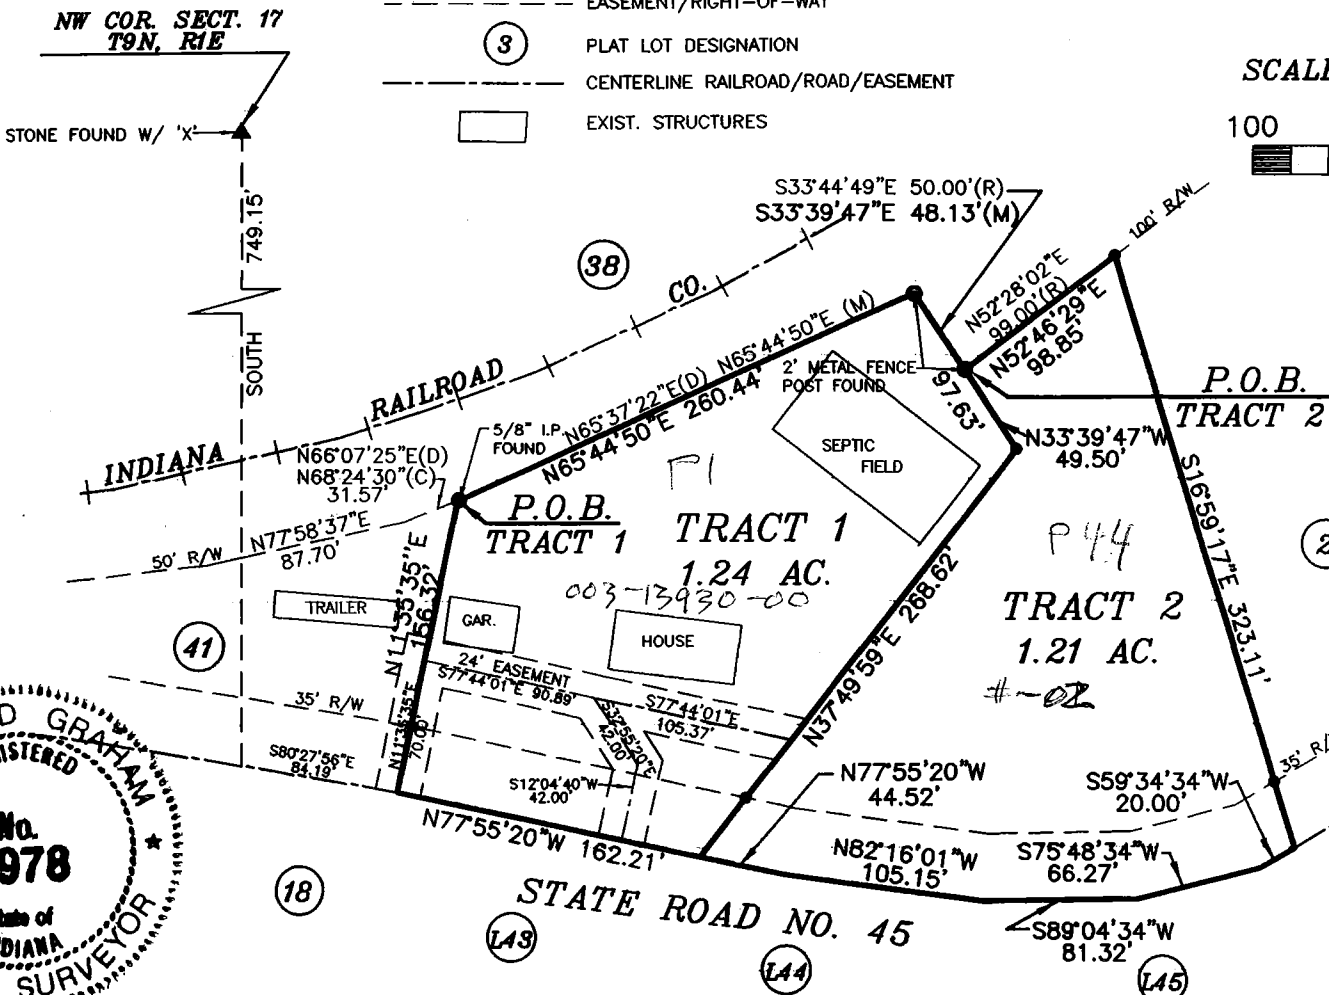 EASEMENT/RIGHT-OF-WAY
NW COR. SECT. 17
T9N, R1E
3
PLAT LOT DESIGNATION
CENTERLINE RAILROAD/ROAD/EASEMENT
EXIST. STRUCTURES
SCALE
100
STONE FOUND W/ 'X'
749.15'
SOUTH
S33°44'49"E 50.00'(R)
S33°39'47"E 48.13'(M)
100' R/W
38
INDIANA RAILROAD CO.
N52°28'02"E
99.00'(R)
N52°46'29"E
98.85'
N65°37'22"E(D) N65°44'50"E (M)
N65°44'50"E 260.44'
2' METAL FENCE
POST FOUND
97.63'
P.O.B.
TRACT 2
5/8" I.P.
FOUND
N66°07'25"E(D)
N68°24'30"(C)
31.57'
N33°39'47"W
49.50'
SEPTIC
FIELD
P1
P.O.B.
TRACT 1
TRACT 1
1.24 AC.
003-13930-00
S16°59'17"E 323.11'
P44
2
50' R/W
N77°58'37"E
87.70'
N11°35'35"E
156.32'
TRAILER
GAR.
HOUSE
N37°49'59"E 268.62'
TRACT 2
1.21 AC.
#-02
41
24' EASEMENT
S77°44'01"E 90.89'
S77°44'01"E
105.37'
S37°55'20"E
42.00'
35' R/W
N11°35'35"E
70.00'
S80°27'56"E
84.19'
S12°04'40"W
42.00'
N77°55'20"W
44.52'
S59°34'34"W
20.00'
35' R/
N77°55'20"W 162.21'
N82°16'01"W
105.15'
S75°48'34"W
66.27'
S89°04'34"W
81.32'
STATE ROAD NO. 45
18
L43
L44
L45
D GRAHAM
ISTERED
No.
978
of
DIANA
SURVEYOR